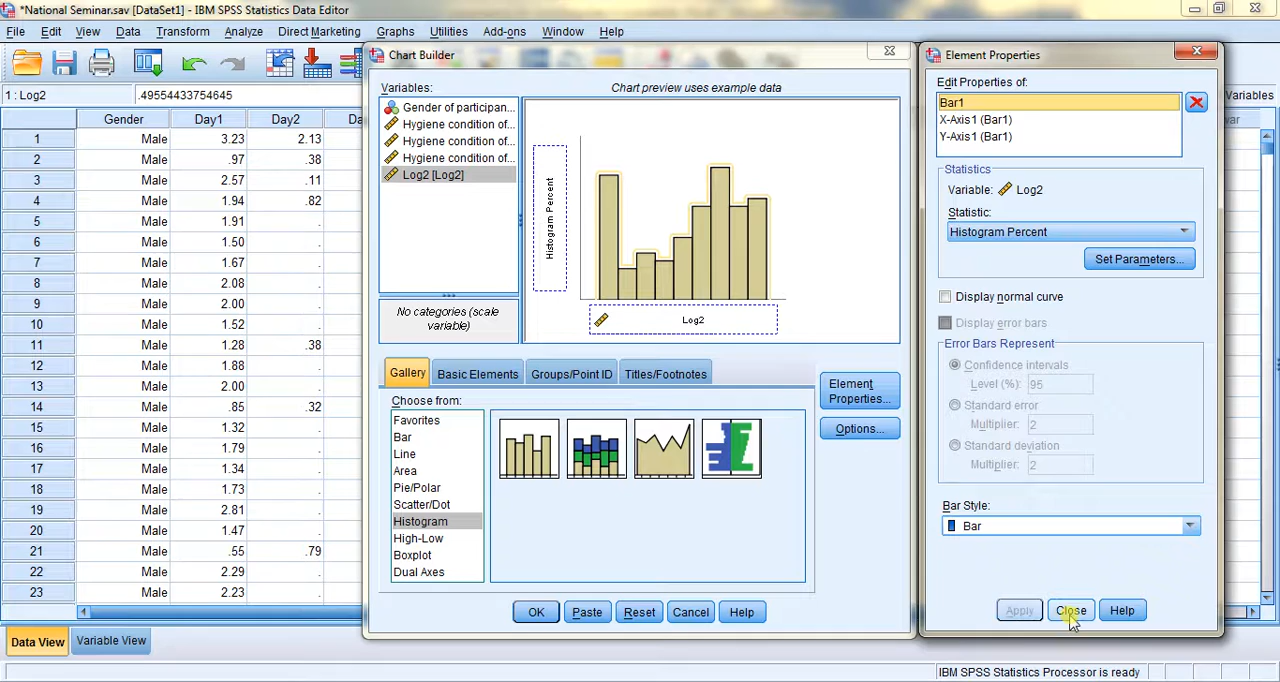 *National Seminar.sav [DataSet1] - IBM SPSS Statistics Data Editor
File Edit View Data Transform Analyze Direct Marketing Graphs Utilities Add-ons Window Help
1 : Log2 .49554433754645 Variables
Gender Day1 Day2
1 Male 3.23 2.13
2 Male .97 .38
3 Male 2.57 .11
4 Male 1.94 .82
5 Male 1.91 .
6 Male 1.50 .
7 Male 1.67 .
8 Male 2.08 .
9 Male 2.00 .
10 Male 1.52 .
11 Male 1.28 .38
12 Male 1.88 .
13 Male 2.00 .
14 Male .85 .32
15 Male 1.32 .
16 Male 1.79 .
17 Male 1.34 .
18 Male 1.73 .
19 Male 2.81 .
20 Male 1.47 .
21 Male .55 .79
22 Male 2.29 .
23 Male 2.23 .
Data View Variable View
IBM SPSS Statistics Processor is ready
Chart Builder
Variables:
Gender of participan...
Hygiene condition of...
Hygiene condition of...
Hygiene condition of...
Log2 [Log2]
No categories (scale
variable)
Chart preview uses example data
Histogram Percent
Log2
Gallery Basic Elements Groups/Point ID Titles/Footnotes
Choose from:
Favorites
Bar
Line
Area
Pie/Polar
Scatter/Dot
Histogram
High-Low
Boxplot
Dual Axes
Element
Properties...
Options...
OK Paste Reset Cancel Help
Element Properties
Edit Properties of:
Bar1
X-Axis1 (Bar1)
Y-Axis1 (Bar1)
Statistics
Variable: Log2
Statistic:
Histogram Percent
Set Parameters...
Display normal curve
Display error bars
Error Bars Represent
Confidence intervals
Level (%): 95
Standard error
Multiplier: 2
Standard deviation
Multiplier: 2
Bar Style:
Bar
Apply Close Help